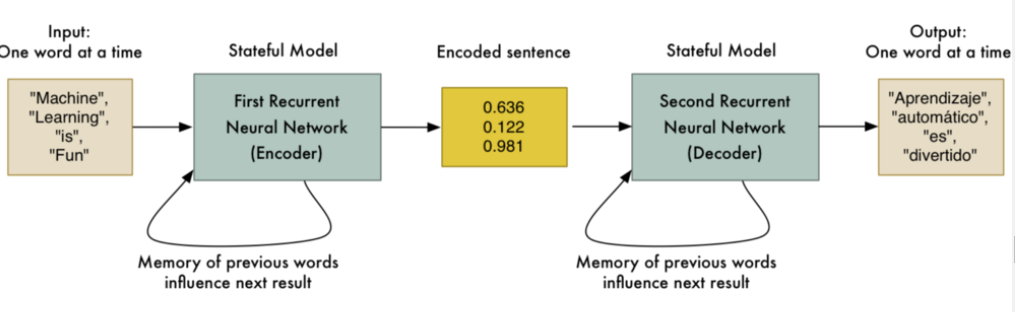 Input:
One word at a time
"Machine",
"Learning",
"is",
"Fun"
Stateful Model
First Recurrent
Neural Network
(Encoder)
Memory of previous words
influence next result
Encoded sentence
0.636
0.122
0.981
Stateful Model
Second Recurrent
Neural Network
(Decoder)
Memory of previous words
influence next result
Output:
One word at a time
"Aprendizaje",
"automático",
"es",
"divertido"